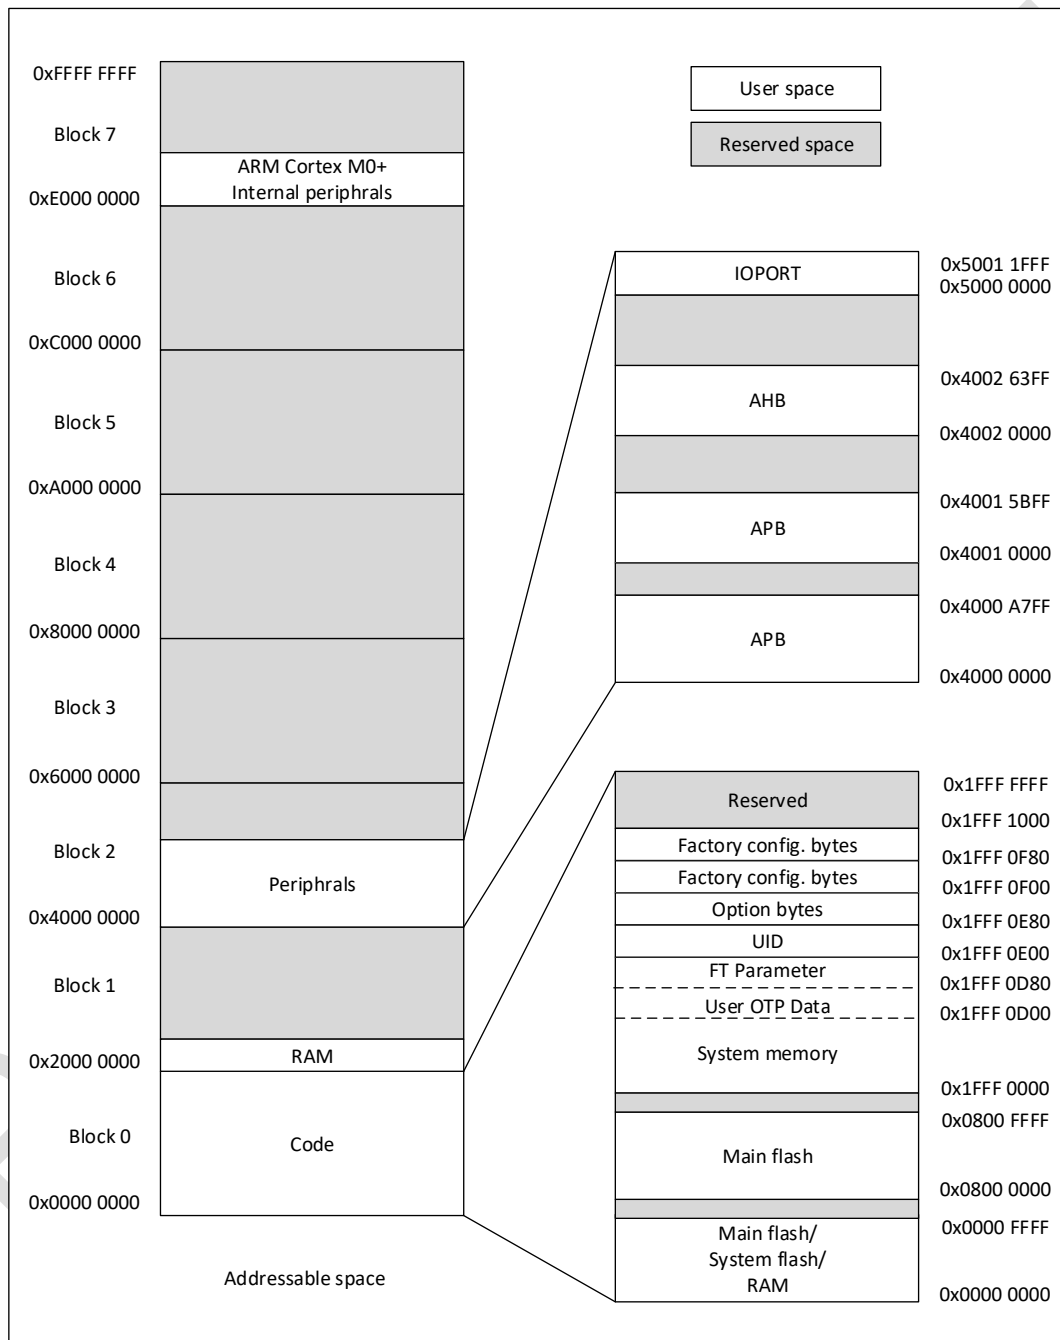 0xFFFF FFFF
Block 7
ARM Cortex M0+
Internal periphrals
0xE000 0000
Block 6
0xC000 0000
Block 5
0xA000 0000
Block 4
0x8000 0000
Block 3
0x6000 0000
Block 2
Periphrals
0x4000 0000
Block 1
RAM
0x2000 0000
Block 0
Code
0x0000 0000
Addressable space
User space
Reserved space
IOPORT
0x5001 1FFF
0x5000 0000
0x4002 63FF
AHB
0x4002 0000
0x4001 5BFF
APB
0x4001 0000
0x4000 A7FF
APB
0x4000 0000
0x1FFF FFFF
Reserved
0x1FFF 1000
Factory config. bytes
0x1FFF 0F80
Factory config. bytes
0x1FFF 0F00
Option bytes
0x1FFF 0E80
UID
0x1FFF 0E00
FT Parameter
0x1FFF 0D80
User OTP Data
0x1FFF 0D00
System memory
0x1FFF 0000
0x0800 FFFF
Main flash
0x0800 0000
0x0000 FFFF
Main flash/
System flash/
RAM
0x0000 0000